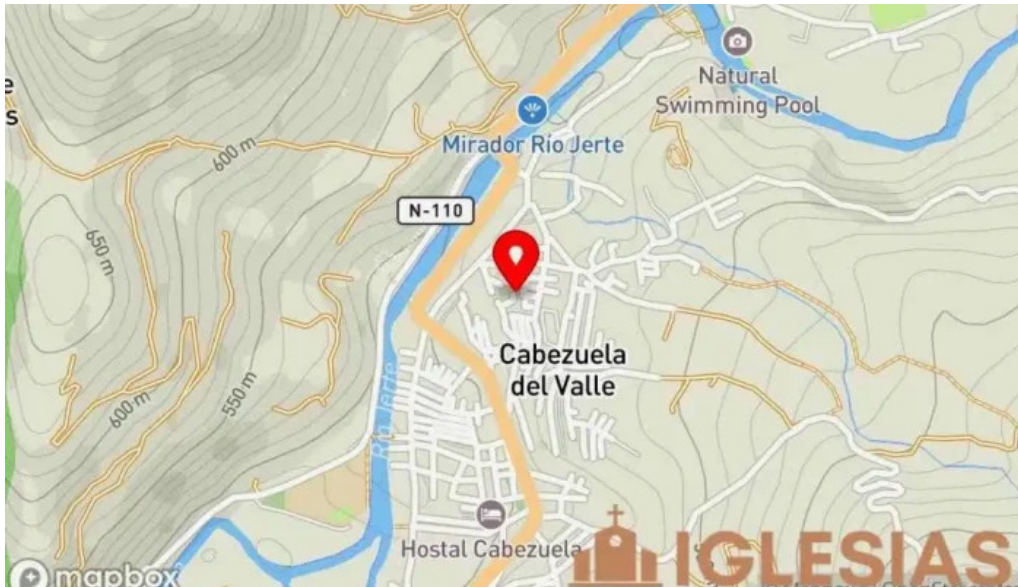 e
s
Natural
Swimming Pool
Mirador Río Jerte
600 m
N-110
650 m
Cabezuela
del Valle
550 m
600 m
Río Jerte
Hostal Cabezuela
IGLESIAS
mapbox